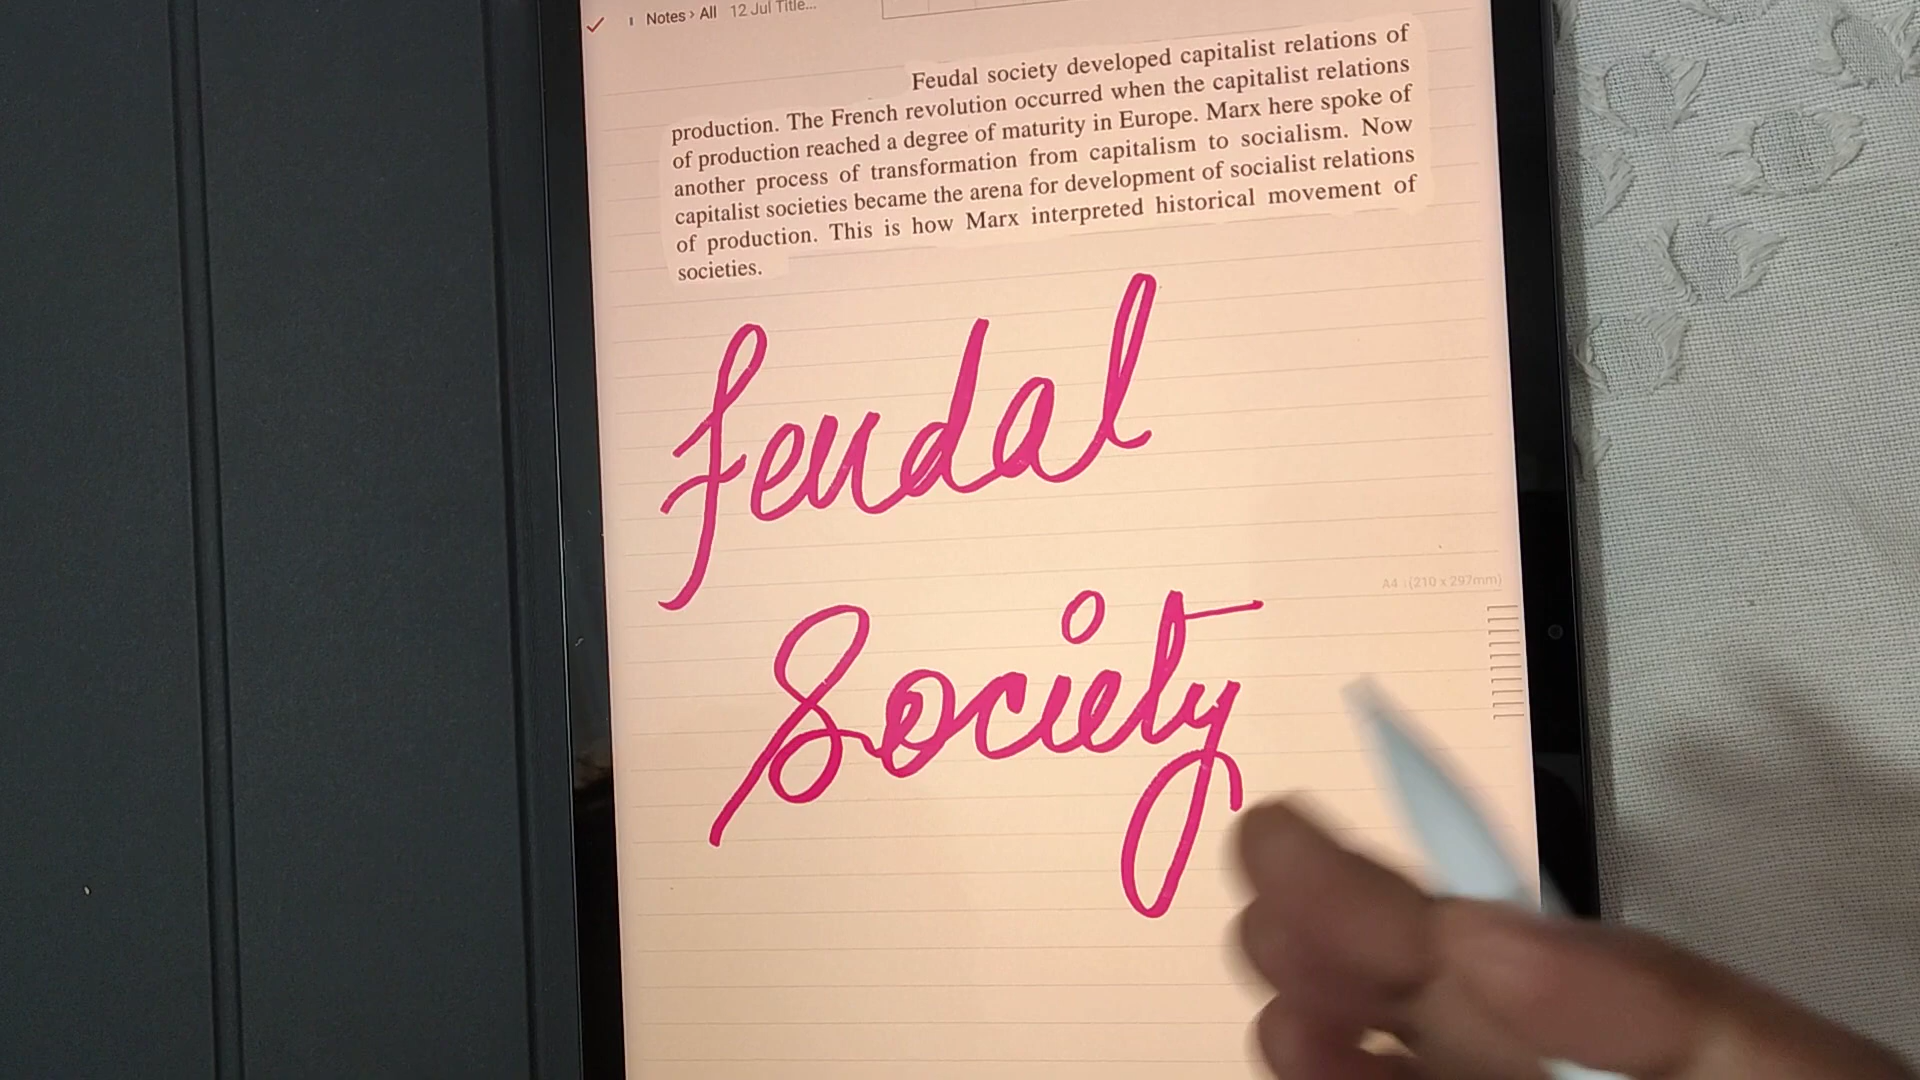 Notes > All 12 Jul Title...
Feudal society developed capitalist relations of
production. The French revolution occurred when the capitalist relations
of production reached a degree of maturity in Europe. Marx here spoke of
another process of transformation from capitalism to socialism. Now
capitalist societies became the arena for development of socialist relations
of production. This is how Marx interpreted historical movement of
societies.
Feudal
A4 : (210 x 297mm)
Society